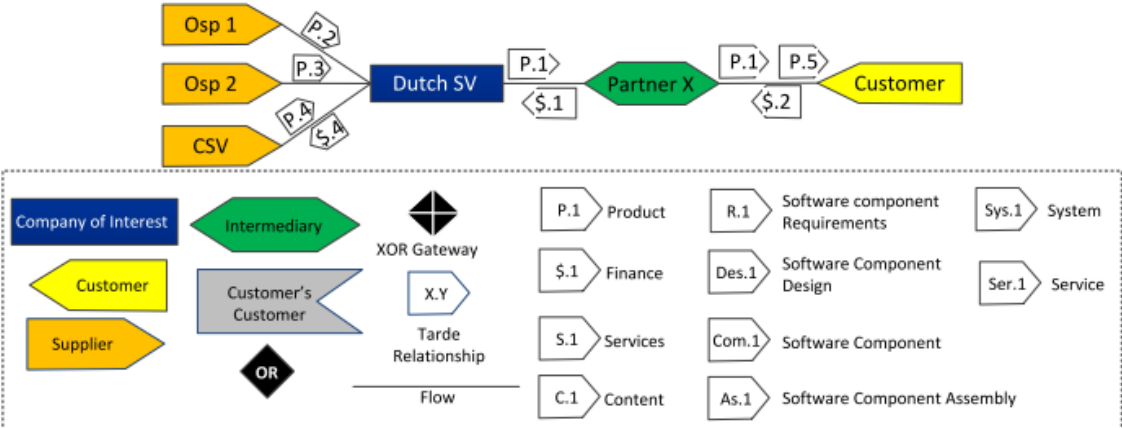 Osp 1
P.2
P.3
Osp 2
Dutch SV
P.1
$.1
Partner X
P.1
P.5
$.2
Customer
P.4
$.4
CSV
Company of Interest
Intermediary
XOR Gateway
Customer
Customer's
Customer
X.Y
Tarde
Relationship
Supplier
OR
Flow
P.1
Product
$.1
Finance
S.1
Services
C.1
Content
R.1
Software component
Requirements
Des.1
Software Component
Design
Com.1
Software Component
As.1
Software Component Assembly
Sys.1
System
Ser.1
Service